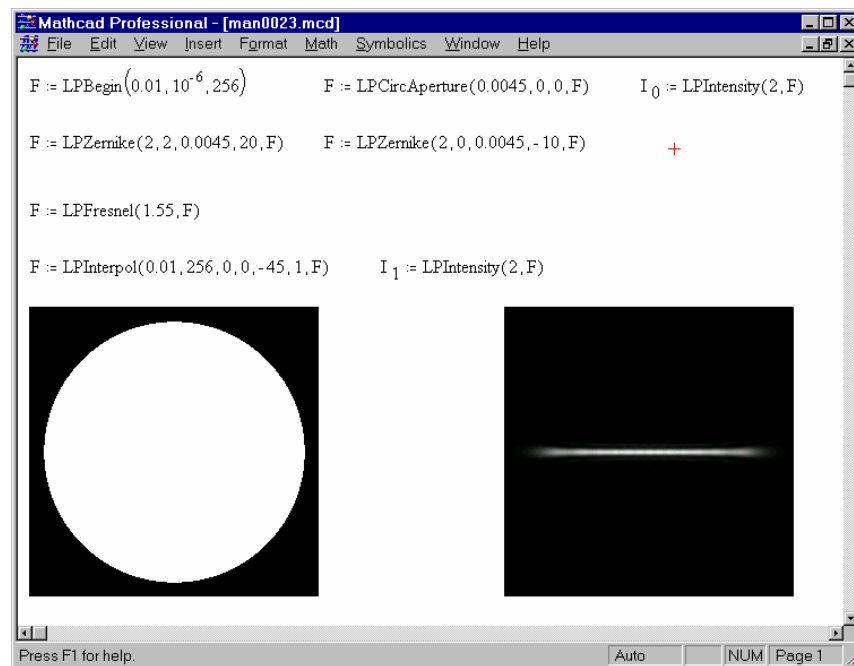 Mathcad Professional - [man0023.mcd]
File Edit View Insert Format Math Symbolics Window Help
F := LPBegin(0.01, 10^-6, 256) F := LPCircAperture(0.0045, 0, 0, F) I_0 := LPIntensity(2, F)
F := LPZernike(2, 2, 0.0045, 20, F) F := LPZernike(2, 0, 0.0045, -10, F)
F := LPFresnel(1.55, F)
F := LPInterpol(0.01, 256, 0, 0, -45, 1, F) I_1 := LPIntensity(2, F)
Press F1 for help. Auto NUM Page 1